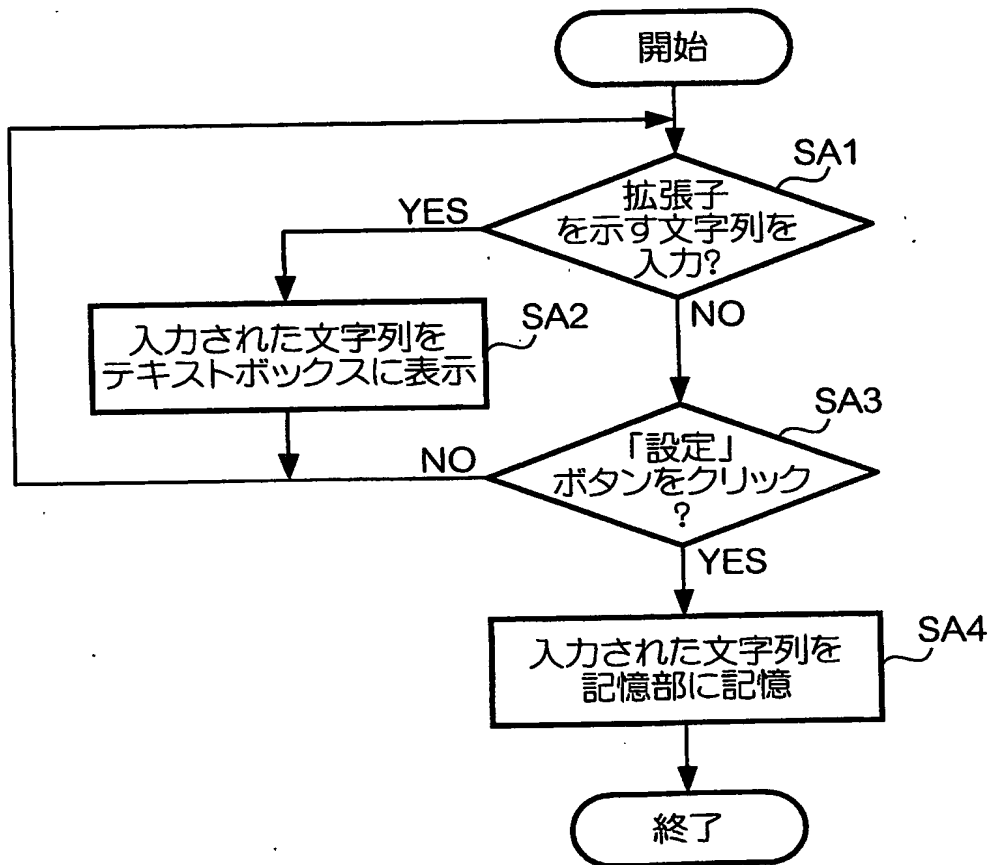 開始
SA1
拡張子
を示す文字列を
入力?
YES
NO
SA2
入力された文字列を
テキストボックスに表示
SA3
「設定」
ボタンをクリック
?
NO
YES
SA4
入力された文字列を
記憶部に記憶
終了